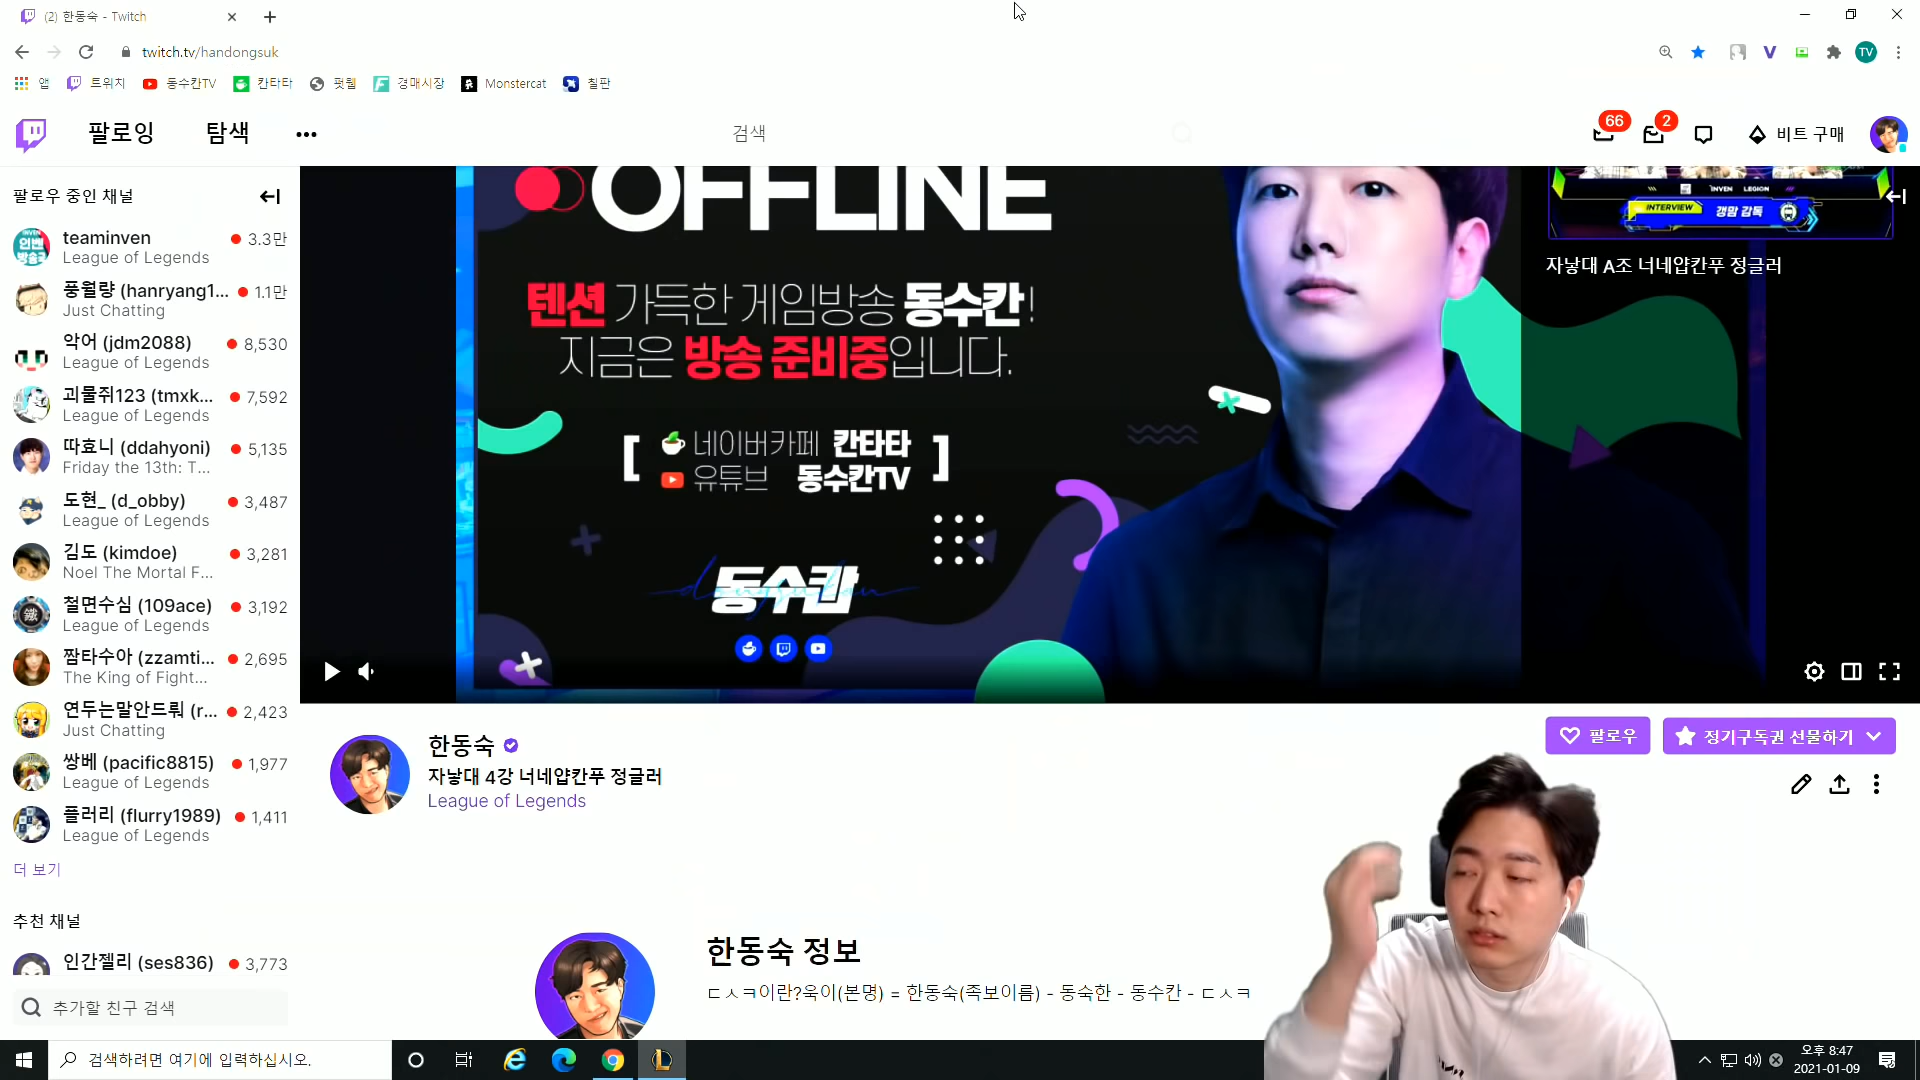 (2) 한동숙 - Twitch
twitch.tv/handongsuk
TV
앱
트위치
동수칸TV
칸타타
펏웹
경매시장
Monstercat
칠판
팔로잉
탐색
검색
66
2
비트 구매
팔로우 중인 채널
teaminven
3.3만
League of Legends
풍월량 (hanryang1...
1.1만
Just Chatting
악어 (jdm2088)
8,530
League of Legends
괴물쥐123 (tmxk...
7,592
League of Legends
따효니 (ddahyoni)
5,135
Friday the 13th: T...
도현_ (d_obby)
3,487
League of Legends
김도 (kimdoe)
3,281
Noel The Mortal F...
철면수심 (109ace)
3,192
League of Legends
짬타수아 (zzamti...
2,695
The King of Fight...
연두는말안드뤄 (r...
2,423
Just Chatting
쌍베 (pacific8815)
1,977
League of Legends
플러리 (flurry1989)
1,411
League of Legends
더 보기
추천 채널
인간젤리 (ses836)
3,773
추가할 친구 검색
OFFLINE
텐션 가득한 게임방송 동수칸!
지금은 방송 준비중입니다.
[ 네이버카페 칸타타 ]
유튜브 동수칸TV
동수칸
INVEN LEGION
INTERVIEW
갱맘 감독
자낳대 A조 너네얍칸푸 정글러
한동숙
자낳대 4강 너네얍칸푸 정글러
League of Legends
팔로우
정기구독권 선물하기
한동숙 정보
ㄷㅅㅋ이란?욱이(본명) = 한동숙(족보이름) - 동숙한 - 동수칸 - ㄷㅅㅋ
검색하려면 여기에 입력하십시오.
오후 8:47
2021-01-09